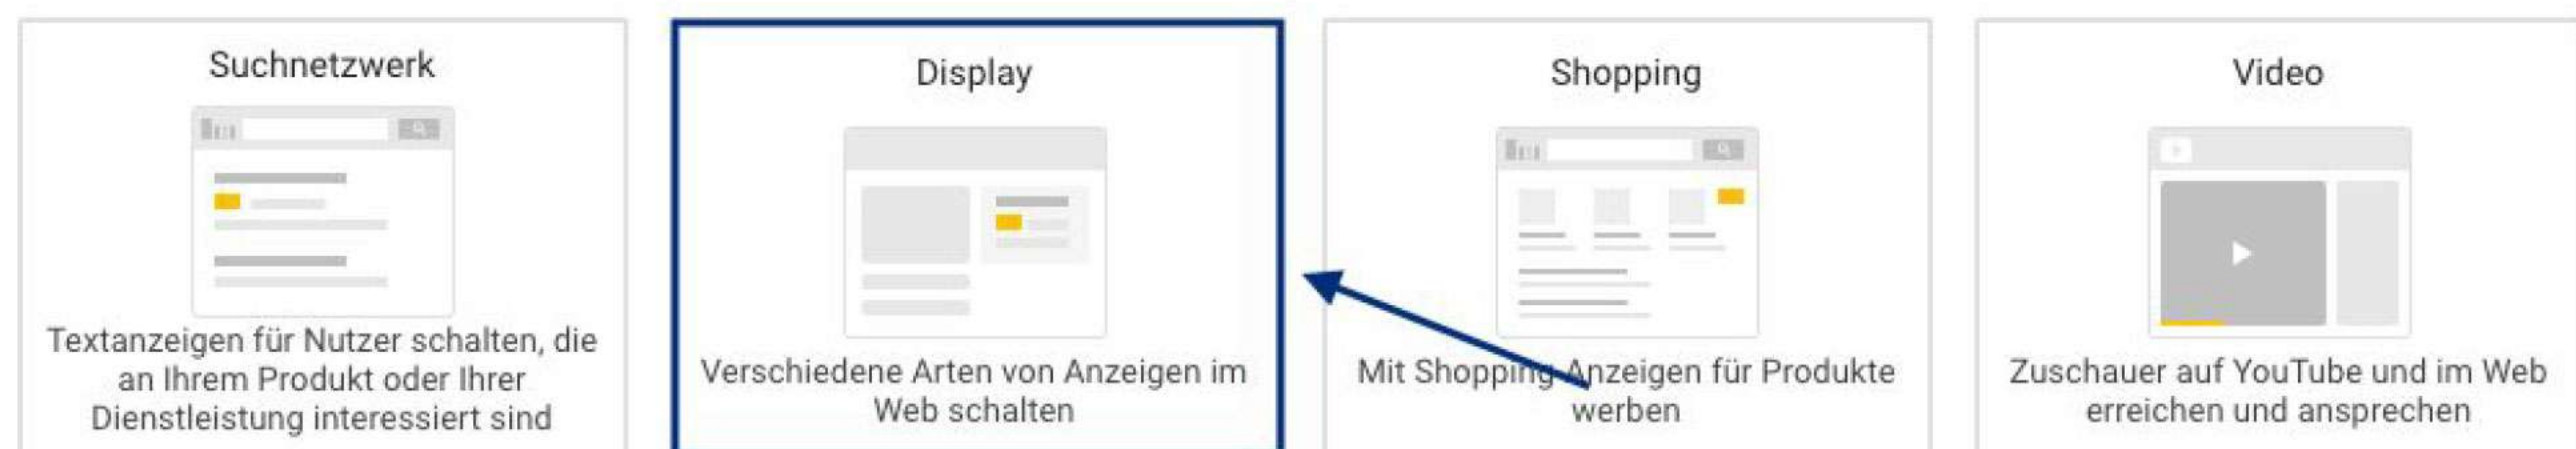 Suchnetzwerk
Textanzeigen für Nutzer schalten, die
an Ihrem Produkt oder Ihrer
Dienstleistung interessiert sind
Display
Verschiedene Arten von Anzeigen im
Web schalten
Shopping
Mit Shopping-Anzeigen für Produkte
werben
Video
Zuschauer auf YouTube und im Web
erreichen und ansprechen